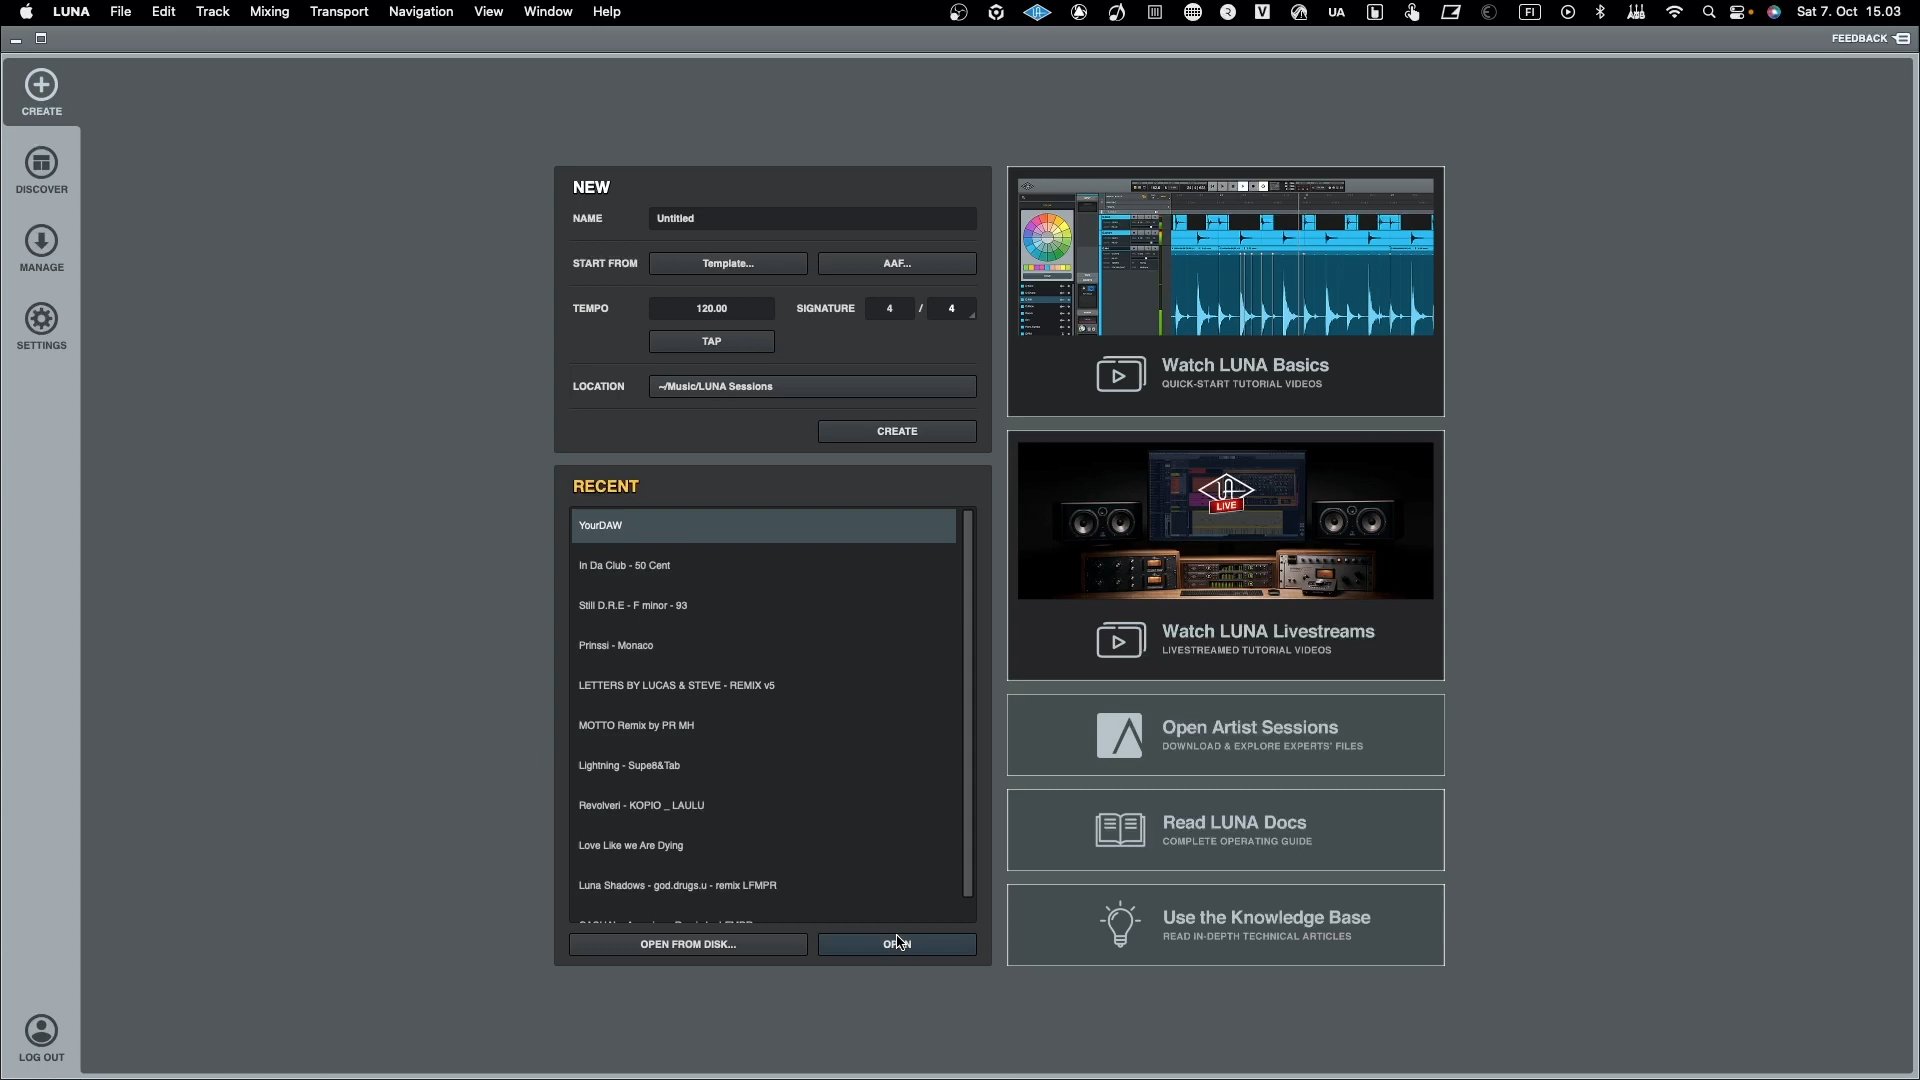 LUNA File Edit Track Mixing Transport Navigation View Window Help UA FI Sat 7. Oct 15.03
FEEDBACK
CREATE
DISCOVER
MANAGE
SETTINGS
LOG OUT
NEW
NAME Untitled
START FROM Template... AAF...
TEMPO 120.00 SIGNATURE 4 / 4
TAP
LOCATION ~/Music/LUNA Sessions
CREATE
RECENT
YourDAW
In Da Club - 50 Cent
Still D.R.E - F minor - 93
Prinssi - Monaco
LETTERS BY LUCAS & STEVE - REMIX v5
MOTTO Remix by PR MH
Lightning - Supe8&Tab
Revolveri - KOPIO _ LAULU
Love Like we Are Dying
Luna Shadows - god.drugs.u - remix LFMPR
OPEN FROM DISK... OPEN
Watch LUNA Basics
QUICK-START TUTORIAL VIDEOS
LIVE
Watch LUNA Livestreams
LIVESTREAMED TUTORIAL VIDEOS
Open Artist Sessions
DOWNLOAD & EXPLORE EXPERTS' FILES
Read LUNA Docs
COMPLETE OPERATING GUIDE
Use the Knowledge Base
READ IN-DEPTH TECHNICAL ARTICLES